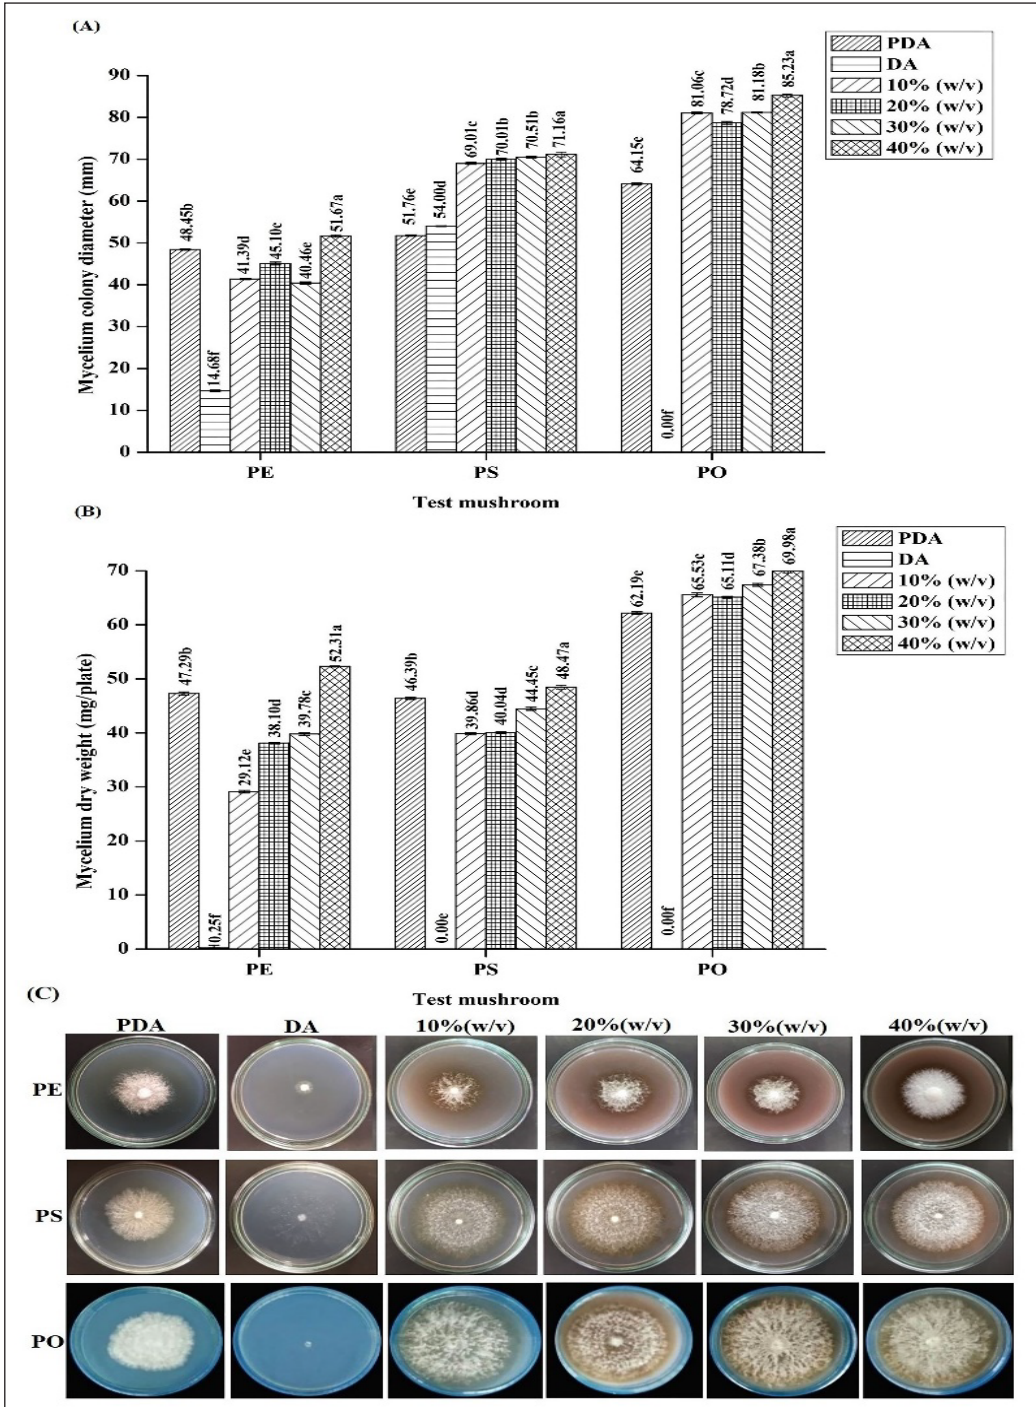 (A)
PDA
DA
10% (w/v)
20% (w/v)
30% (w/v)
40% (w/v)
Mycelium colony diameter (mm)
90
80
70
60
50
40
30
20
10
0
48.45b
14.68f
41.39d
45.10c
40.46e
51.67a
51.76e
54.00d
69.01c
70.01b
70.51b
71.16a
64.15e
0.00f
81.06c
78.72d
81.18b
85.23a
PE
PS
PO
Test mushroom
(B)
PDA
DA
10% (w/v)
20% (w/v)
30% (w/v)
40% (w/v)
Mycelium dry weight (mg/plate)
70
60
50
40
30
20
10
0
47.29b
0.25f
29.12e
38.10d
39.78c
52.31a
46.39b
0.00e
39.86d
40.04d
44.45c
48.47a
62.19e
0.00f
65.53c
65.11d
67.38b
69.98a
PE
PS
PO
Test mushroom
(C)
PDA DA 10%(w/v) 20%(w/v) 30%(w/v) 40%(w/v)
PE
PS
PO